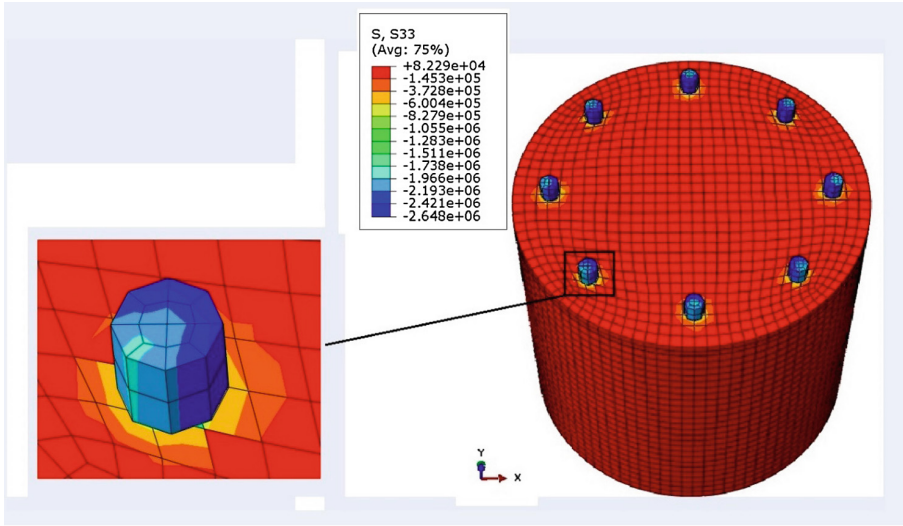 S, S33
(Avg: 75%)
+8.229e+04
-1.453e+05
-3.728e+05
-6.004e+05
-8.279e+05
-1.055e+06
-1.283e+06
-1.511e+06
-1.738e+06
-1.966e+06
-2.193e+06
-2.421e+06
-2.648e+06
Y
X